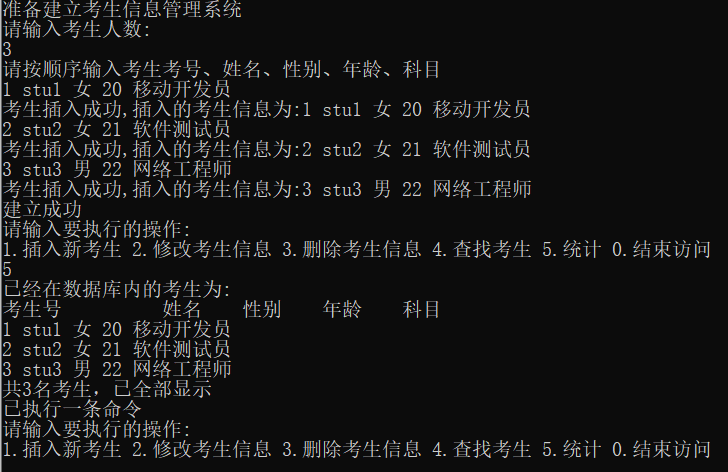 准备建立考生信息管理系统
请输入考生人数:
3
请按顺序输入考生考号、姓名、性别、年龄、科目
1 stu1 女 20 移动开发员
考生插入成功,插入的考生信息为:1 stu1 女 20 移动开发员
2 stu2 女 21 软件测试员
考生插入成功,插入的考生信息为:2 stu2 女 21 软件测试员
3 stu3 男 22 网络工程师
考生插入成功,插入的考生信息为:3 stu3 男 22 网络工程师
建立成功
请输入要执行的操作:
1.插入新考生 2.修改考生信息 3.删除考生信息 4.查找考生 5.统计 0.结束访问
5
已经在数据库内的考生为:
考生号 姓名 性别 年龄 科目
1 stu1 女 20 移动开发员
2 stu2 女 21 软件测试员
3 stu3 男 22 网络工程师
共3名考生，已全部显示
已执行一条命令
请输入要执行的操作:
1.插入新考生 2.修改考生信息 3.删除考生信息 4.查找考生 5.统计 0.结束访问